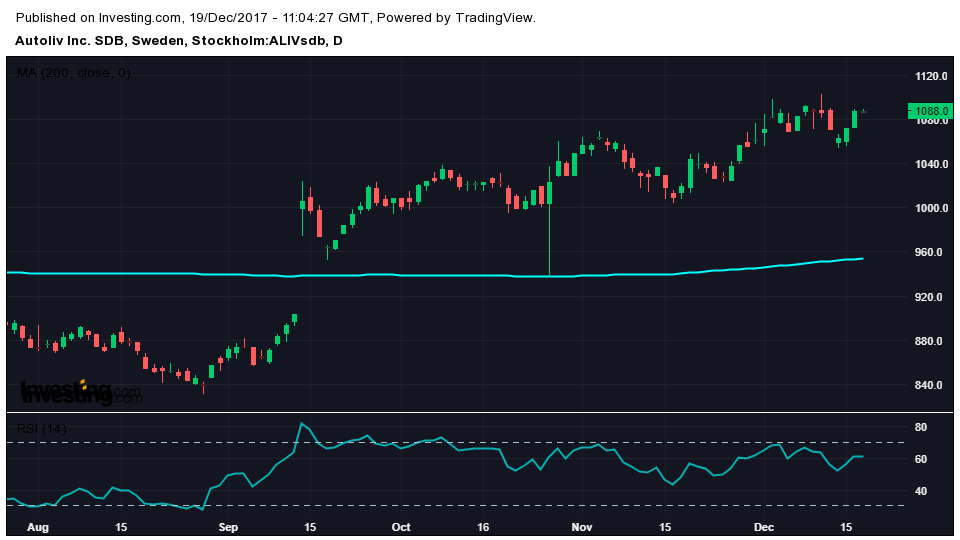 Published on Investing.com, 19/Dec/2017 - 11:04:27 GMT, Powered by TradingView.
Autoliv Inc. SDB, Sweden, Stockholm:ALIVsdb, D
MA (200, close, 0)
1120.0
1088.0
1080.0
1040.0
1000.0
960.0
920.0
880.0
840.0
Investing.com
Investing.com
RSI (14)
80
60
40
Aug 15 Sep 15 Oct 16 Nov 15 Dec 15